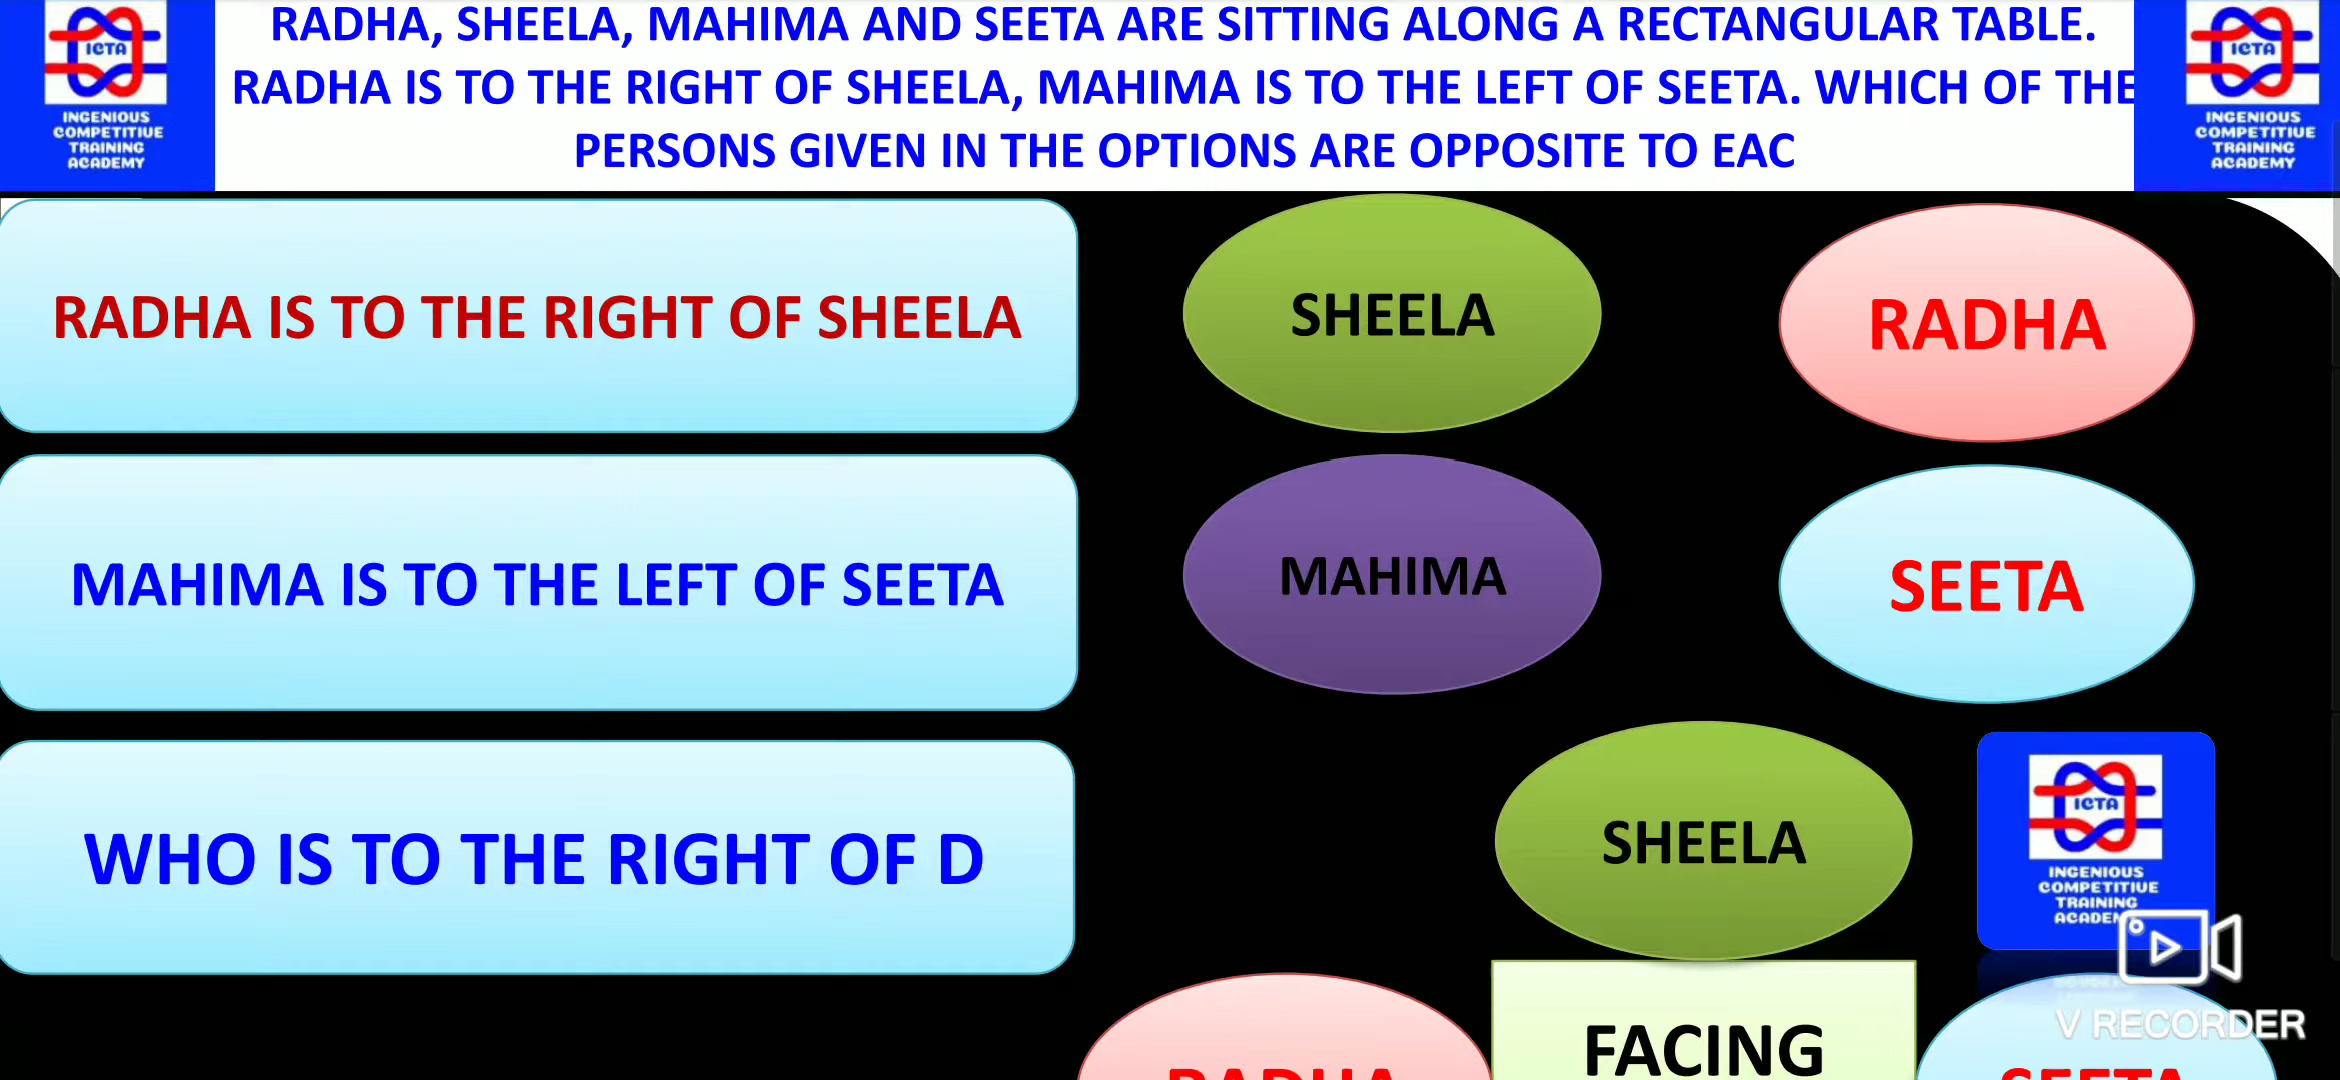 RADHA, SHEELA, MAHIMA AND SEETA ARE SITTING ALONG A RECTANGULAR TABLE.
RADHA IS TO THE RIGHT OF SHEELA, MAHIMA IS TO THE LEFT OF SEETA. WHICH OF THE
PERSONS GIVEN IN THE OPTIONS ARE OPPOSITE TO EAC
ICTA
INGENIOUS
COMPETITIVE
TRAINING
ACADEMY
ICTA
INGENIOUS
COMPETITIVE
TRAINING
ACADEMY
RADHA IS TO THE RIGHT OF SHEELA
SHEELA
RADHA
MAHIMA IS TO THE LEFT OF SEETA
MAHIMA
SEETA
WHO IS TO THE RIGHT OF D
SHEELA
ICTA
INGENIOUS
COMPETITIVE
TRAINING
ACADEM
V RECORDER
RADHA
FACING
SEETA